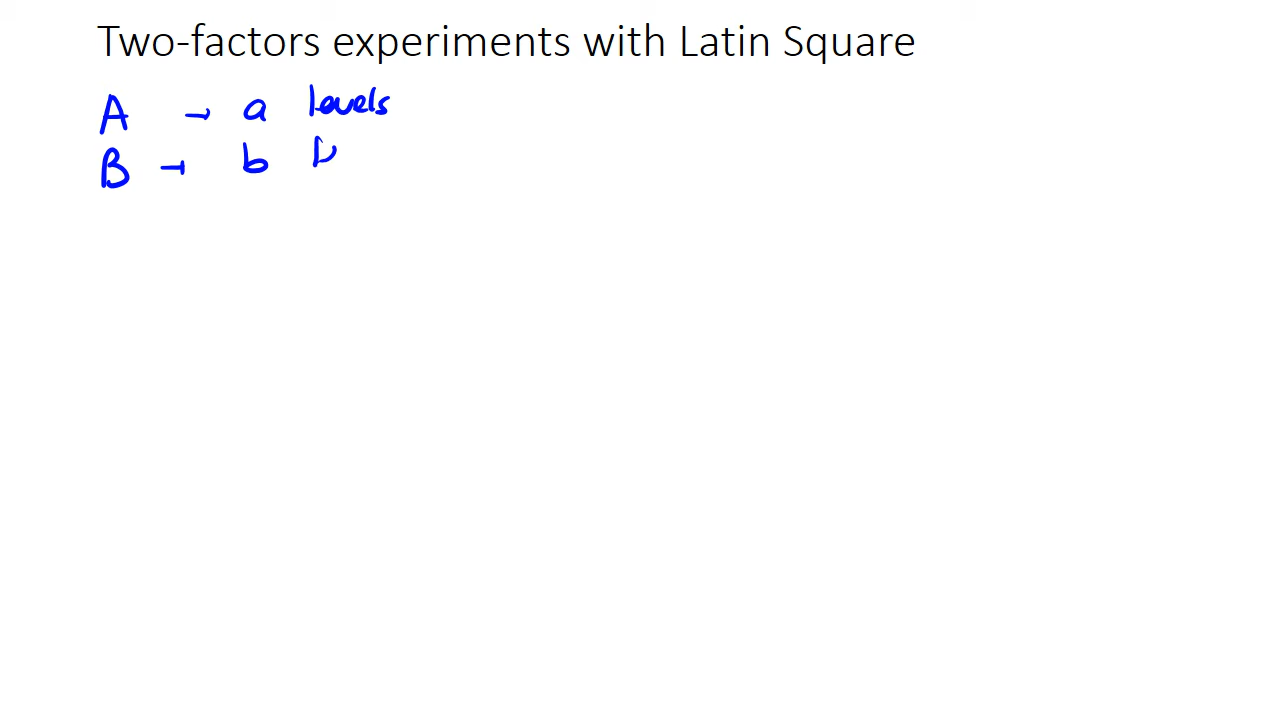 Two-factors experiments with Latin Square
A → a levels
B → b